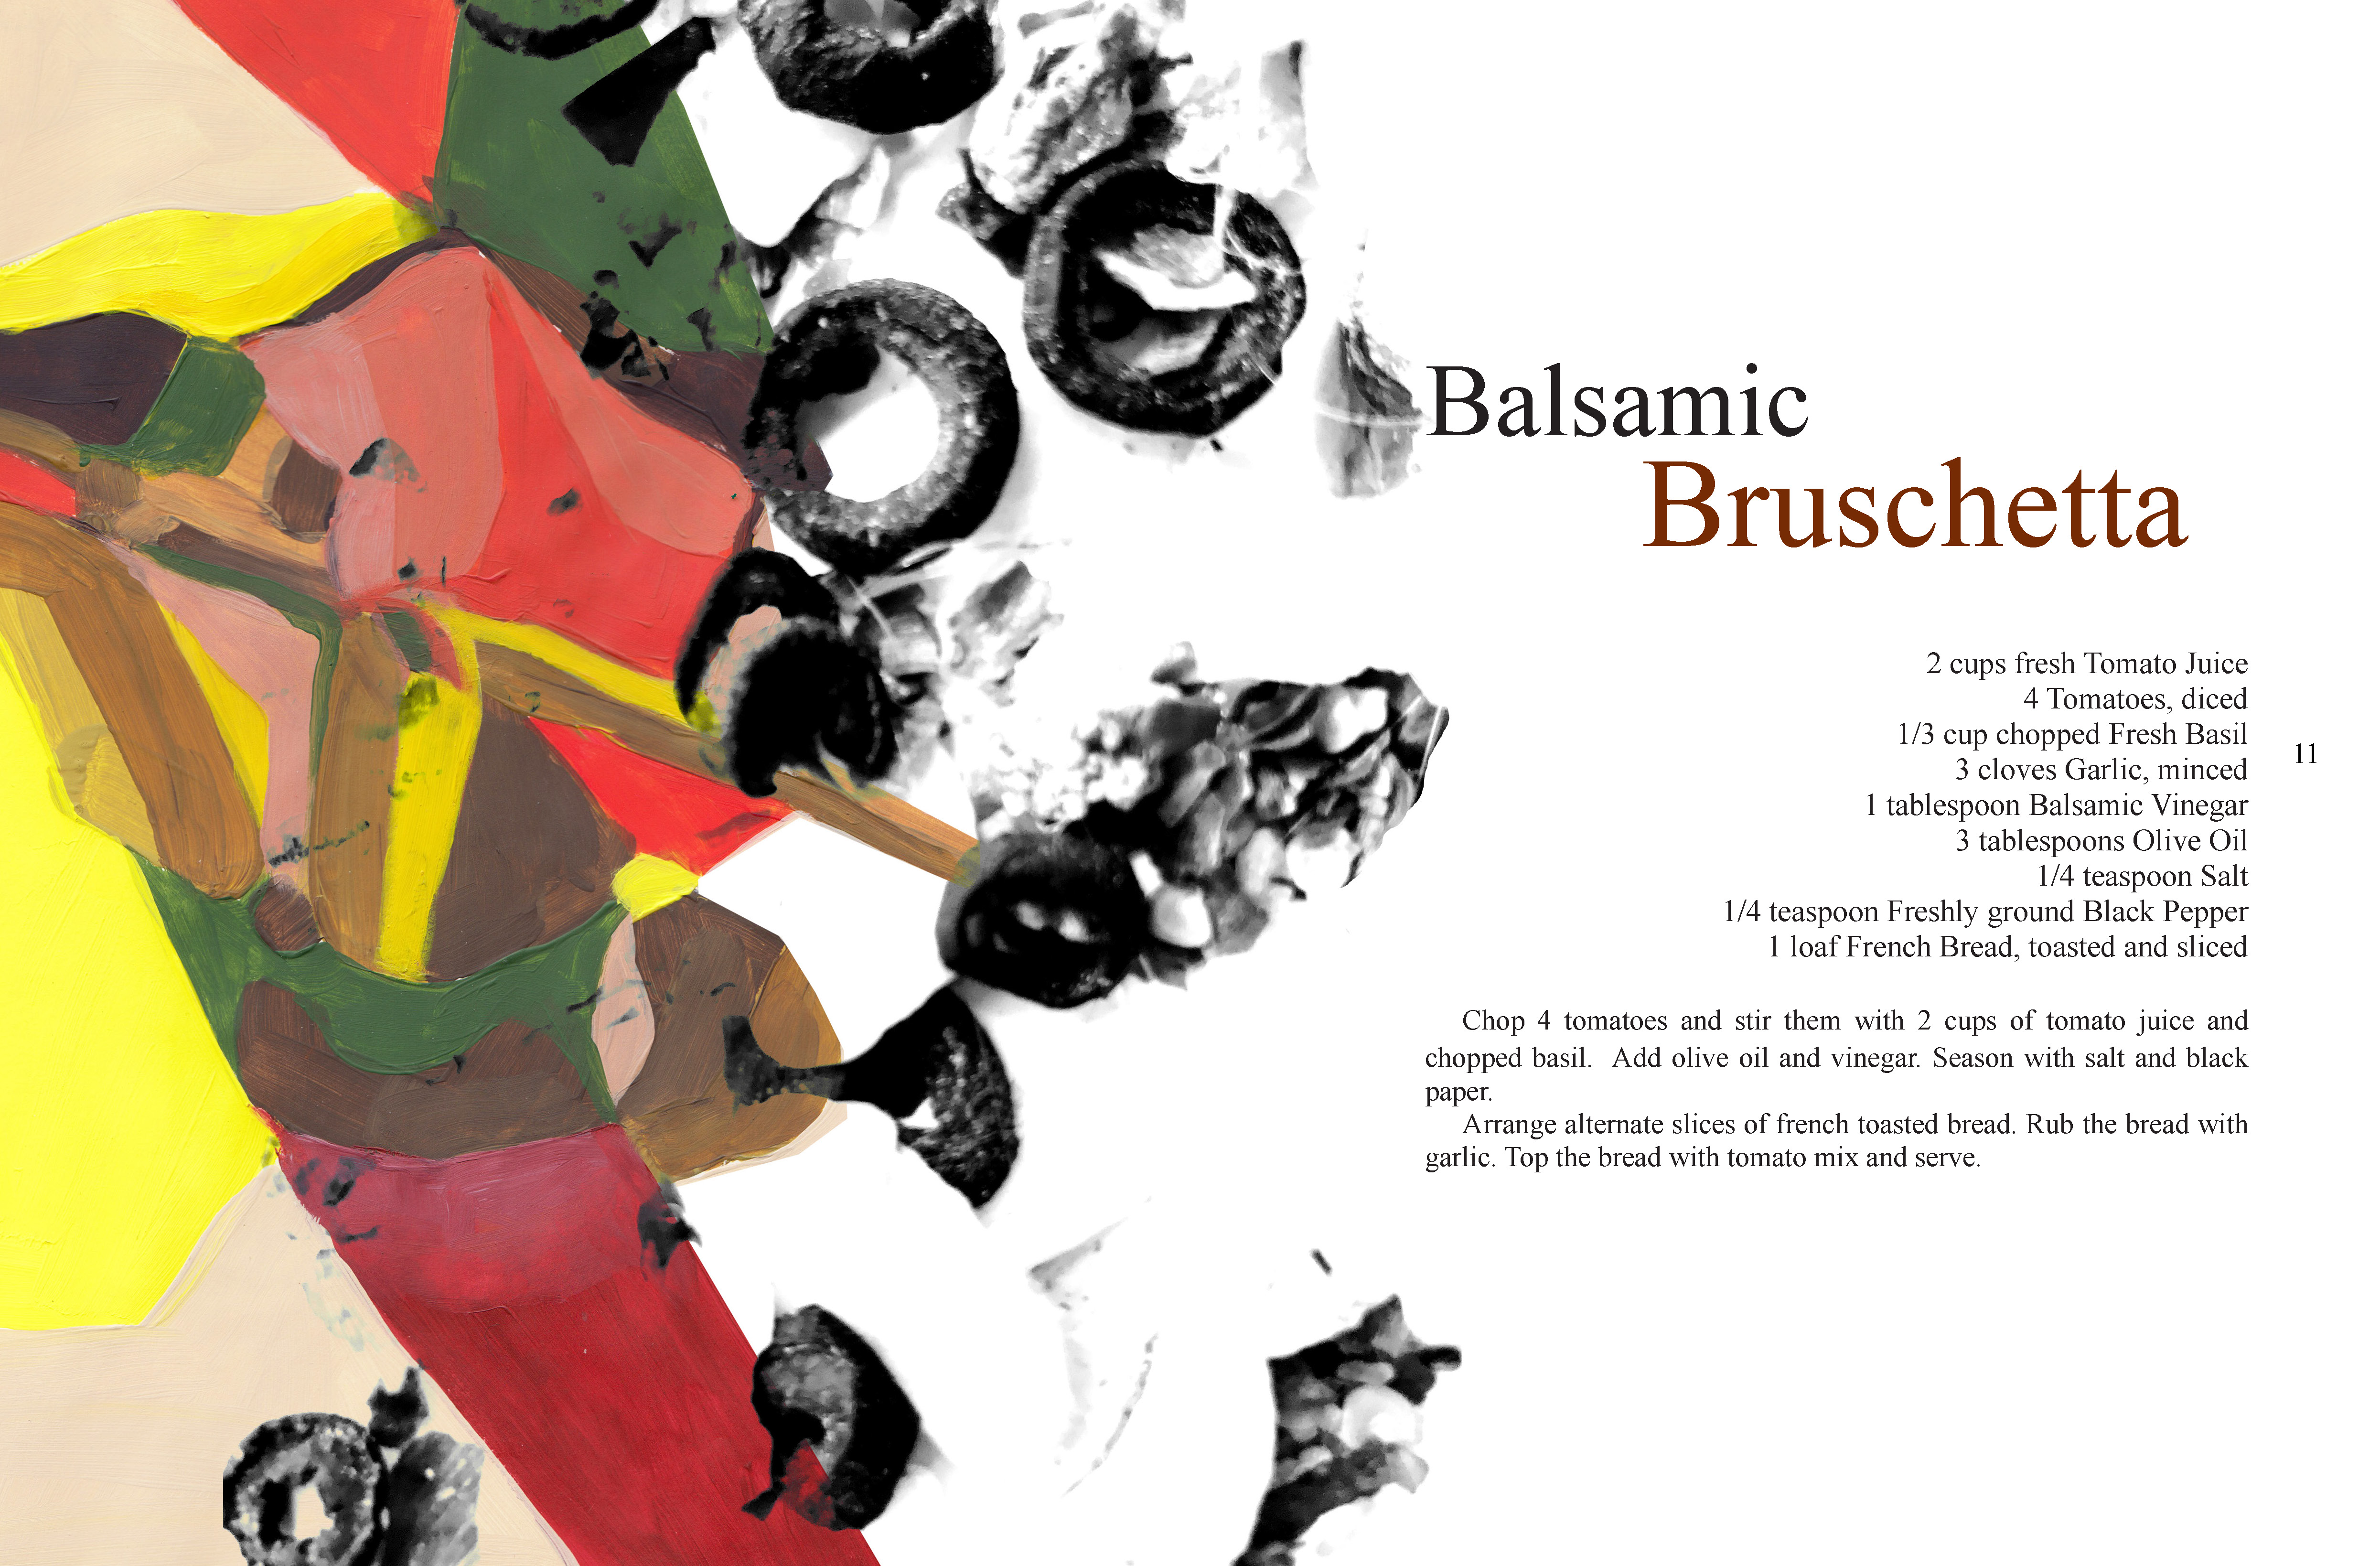 Balsamic
Bruschetta
2 cups fresh Tomato Juice
4 Tomatoes, diced
1/3 cup chopped Fresh Basil
11
3 cloves Garlic, minced
1 tablespoon Balsamic Vinegar
3 tablespoons Olive Oil
1/4 teaspoon Salt
1/4 teaspoon Freshly ground Black Pepper
1 loaf French Bread, toasted and sliced
Chop 4 tomatoes and stir them with 2 cups of tomato juice and
chopped basil.  Add olive oil and vinegar. Season with salt and black
paper.
Arrange alternate slices of french toasted bread. Rub the bread with
garlic. Top the bread with tomato mix and serve.